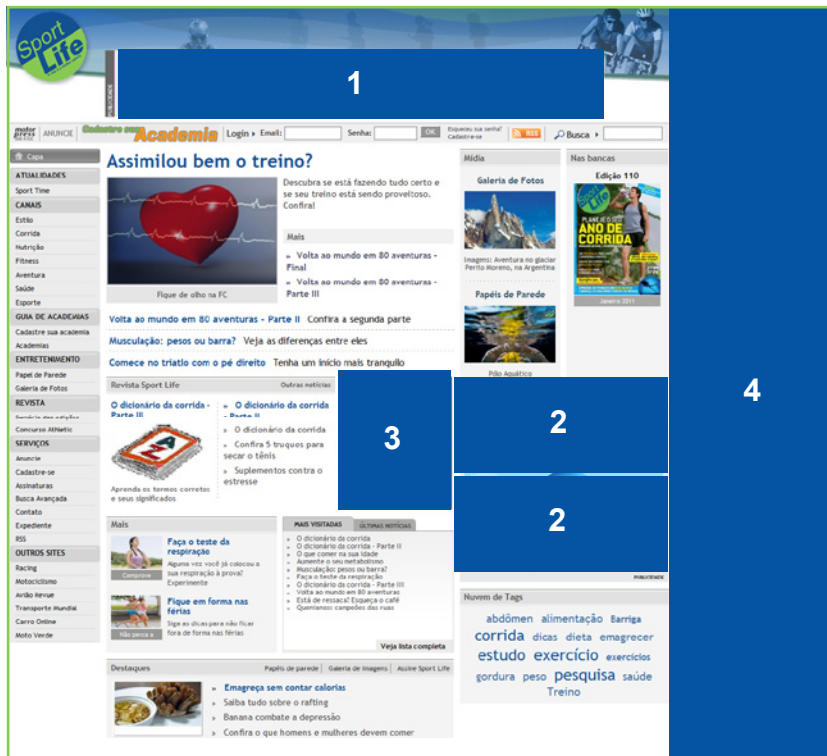 Sport
Life
PUBLICIDADE
1
motor
press
ANUNCIE
Cadastre sua
Academia
Login
Email:
Senha:
OK
Esqueceu sua senha?
Cadastre-se
RSS
Busca
Capa
ATUALIDADES
Sport Time
CANAIS
Estilo
Corrida
Nutrição
Fitness
Aventura
Saúde
Esporte
GUIA DE ACADEMIAS
Cadastre sua academia
Academias
ENTRETENIMENTO
Papel de Parede
Galeria de Fotos
REVISTA
Concurso Athletic
SERVIÇOS
Anuncie
Cadastre-se
Assinaturas
Busca Avançada
Contato
Expediente
RSS
OUTROS SITES
Racing
Motociclismo
Avião Revue
Transporte Mundial
Carro Online
Moto Verde
Assimilou bem o treino?
Fique de olho na FC
Descubra se está fazendo tudo certo e
se seu treino está sendo proveitoso.
Confira!
Mais
» Volta ao mundo em 80 aventuras -
Final
» Volta ao mundo em 80 aventuras -
Parte III
Volta ao mundo em 80 aventuras - Parte II Confira a segunda parte
Musculação: pesos ou barra? Veja as diferenças entre eles
Comece no triatlo com o pé direito Tenha um início mais tranquilo
Mídia
Galeria de Fotos
Imagens: Aventura no glaciar
Perito Moreno, na Argentina
Papéis de Parede
Pólo Aquático
Nas bancas
Edição 110
Sport
Life
PLANEJE O SEU
ANO DE
CORRIDA
Janeiro 2011
Revista Sport Life
Outras notícias
O dicionário da corrida -
Parte III
Aprenda os termos corretos
e seus significados
» O dicionário da corrida
- Parte II
» O dicionário da corrida
» Confira 5 truques para
secar o tênis
» Suplementos contra o
estresse
3
2
2
4
PUBLICIDADE
Mais
Comprove
Faça o teste da
respiração
Alguma vez você já colocou a
sua respiração à prova?
Experimente
Não perca a
Fique em forma nas
férias
Siga as dicas para não ficar
fora de forma nas férias
MAIS VISITADAS
ÚLTIMAS NOTÍCIAS
» O dicionário da corrida
» O dicionário da corrida - Parte II
» O que comer na sua idade
» Aumente o seu metabolismo
» Musculação: pesos ou barra?
» Faça o teste da respiração
» O dicionário da corrida - Parte III
» Volta ao mundo em 80 aventuras
» Está de ressaca? Esqueça o café
» Quenianos: campeões das ruas
Veja lista completa
Nuvem de Tags
abdômen alimentação Barriga
corrida dicas dieta emagrecer
estudo exercício exercícios
gordura peso pesquisa saúde
Treino
Destaques
Papéis de parede | Galeria de Imagens | Assine Sport Life
» Emagreça sem contar calorias
» Saiba tudo sobre o rafting
» Banana combate a depressão
» Confira o que homens e mulheres devem comer